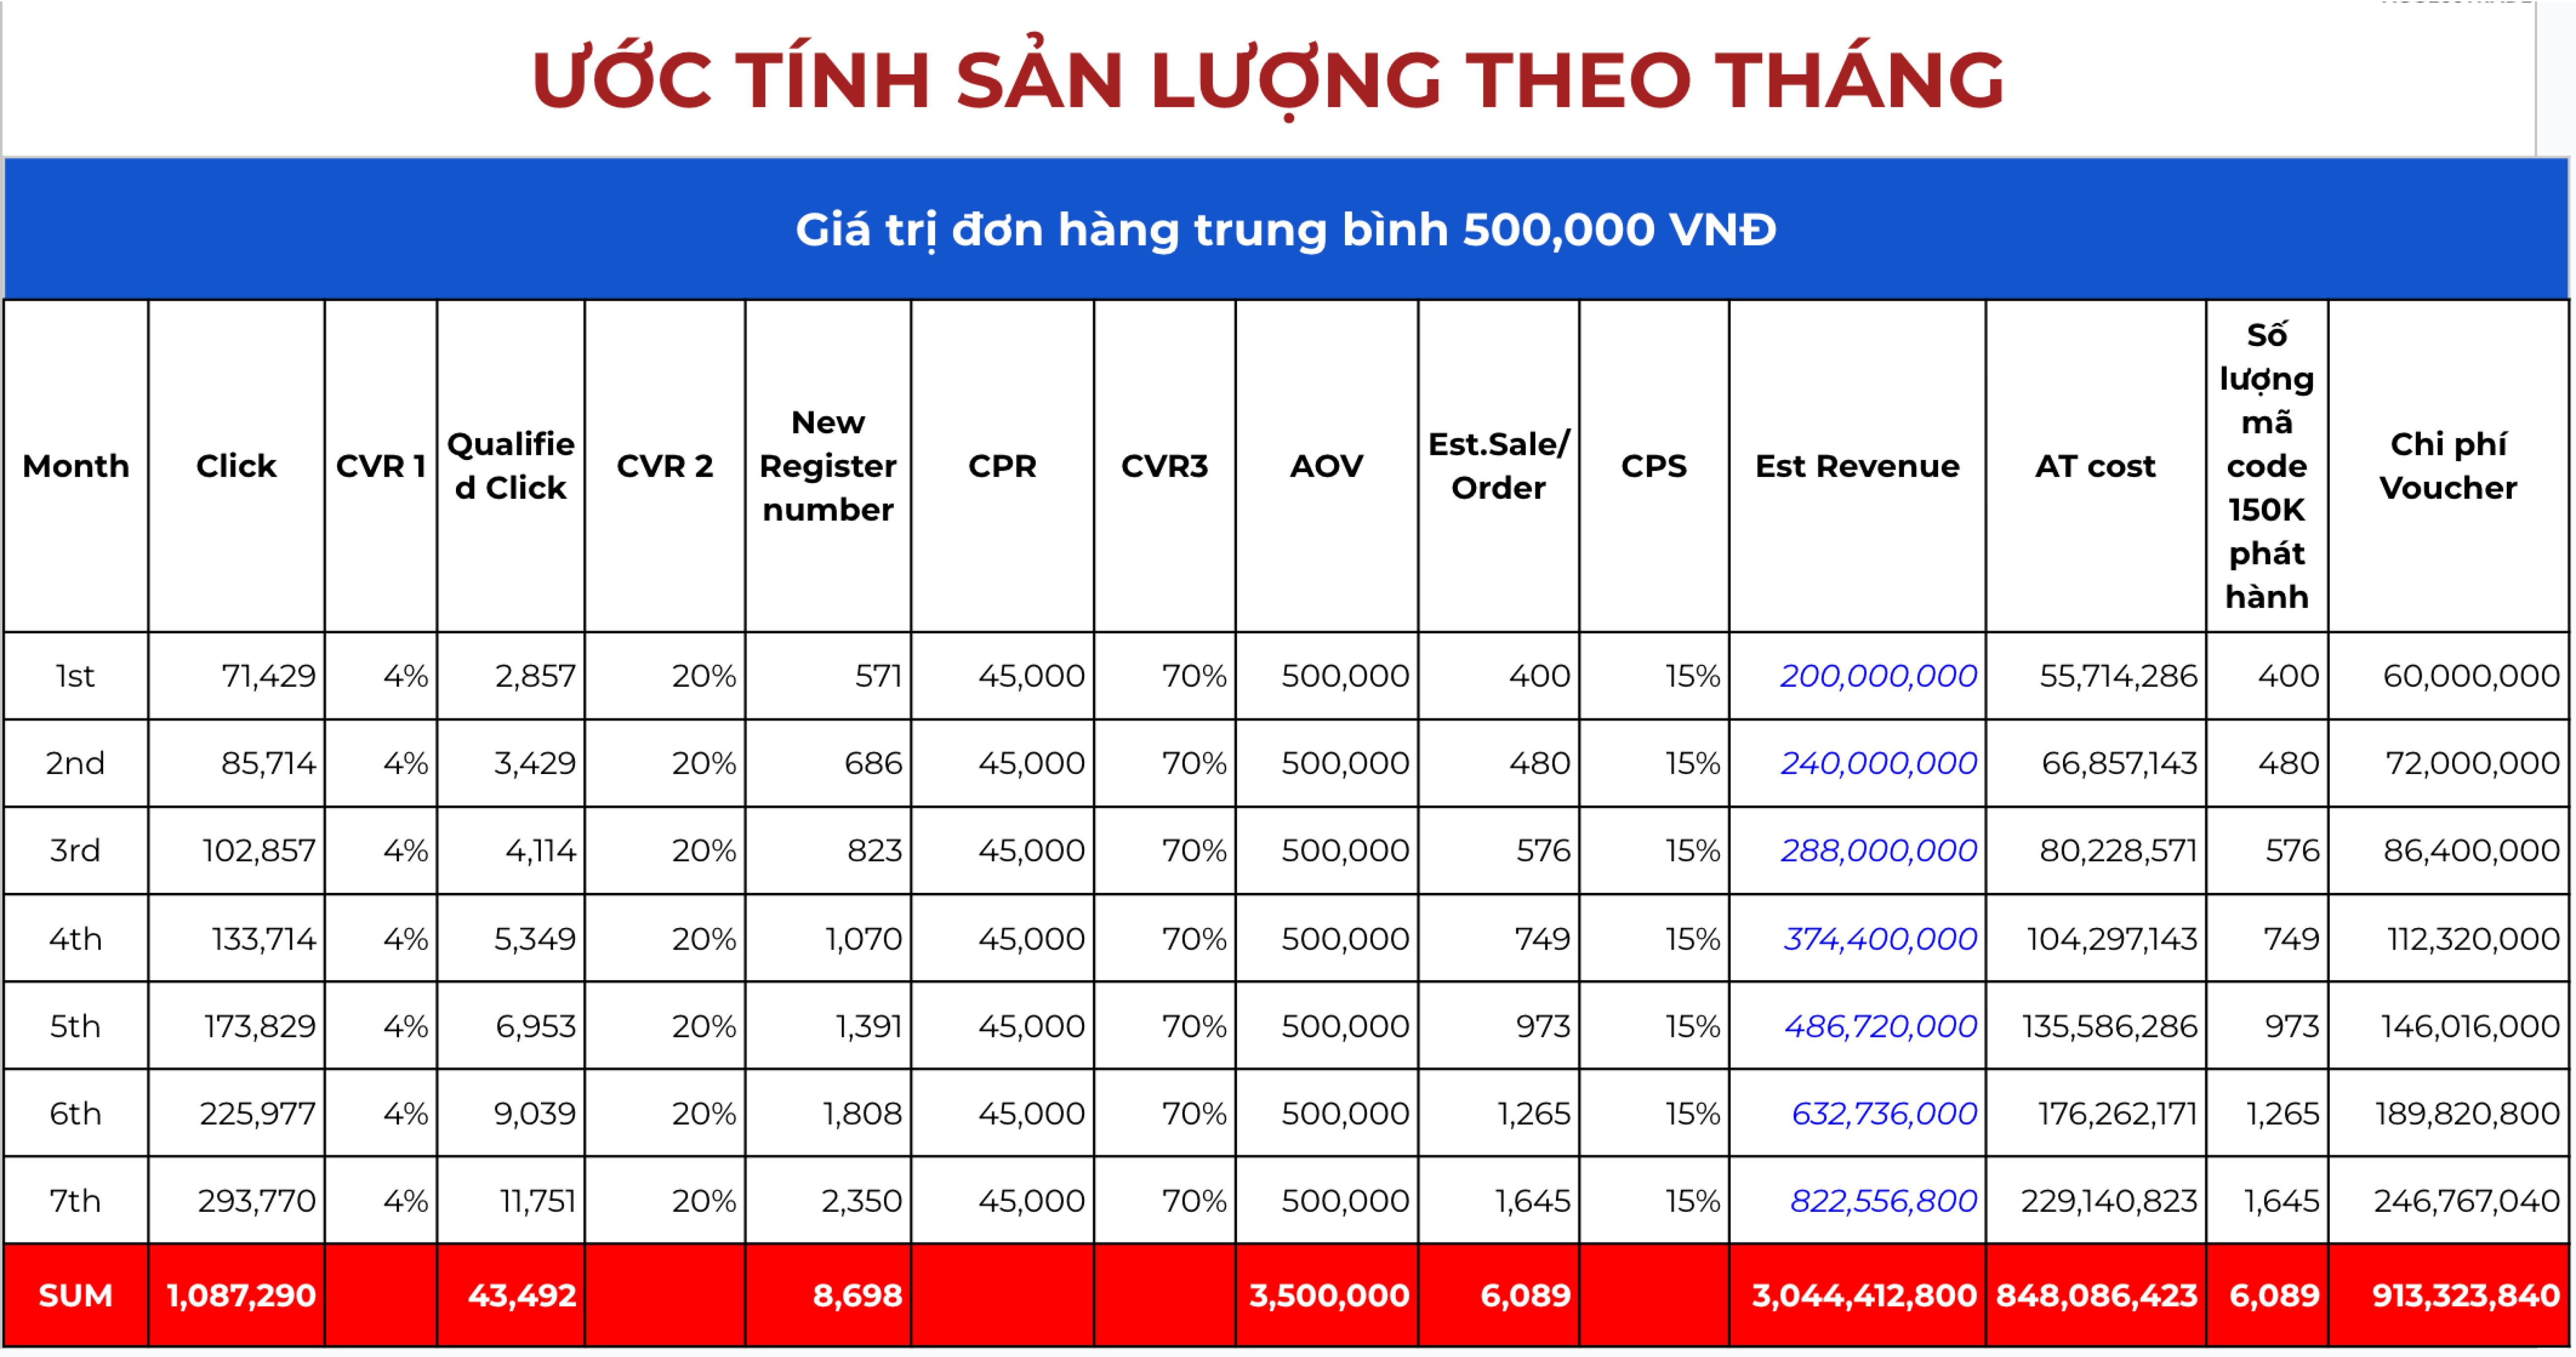 ƯỚC TÍNH SẢN LƯỢNG THEO THÁNG
Giá trị đơn hàng trung bình 500,000 VNĐ
Month Click CVR 1 Qualifie d Click CVR 2 New Register number CPR CVR3 AOV Est.Sale/ Order CPS Est Revenue AT cost Số lượng mã code 150K phát hành Chi phí Voucher
1st 71,429 4% 2,857 20% 571 45,000 70% 500,000 400 15% 200,000,000 55,714,286 400 60,000,000
2nd 85,714 4% 3,429 20% 686 45,000 70% 500,000 480 15% 240,000,000 66,857,143 480 72,000,000
3rd 102,857 4% 4,114 20% 823 45,000 70% 500,000 576 15% 288,000,000 80,228,571 576 86,400,000
4th 133,714 4% 5,349 20% 1,070 45,000 70% 500,000 749 15% 374,400,000 104,297,143 749 112,320,000
5th 173,829 4% 6,953 20% 1,391 45,000 70% 500,000 973 15% 486,720,000 135,586,286 973 146,016,000
6th 225,977 4% 9,039 20% 1,808 45,000 70% 500,000 1,265 15% 632,736,000 176,262,171 1,265 189,820,800
7th 293,770 4% 11,751 20% 2,350 45,000 70% 500,000 1,645 15% 822,556,800 229,140,823 1,645 246,767,040
SUM 1,087,290 43,492 8,698 3,500,000 6,089 3,044,412,800 848,086,423 6,089 913,323,840